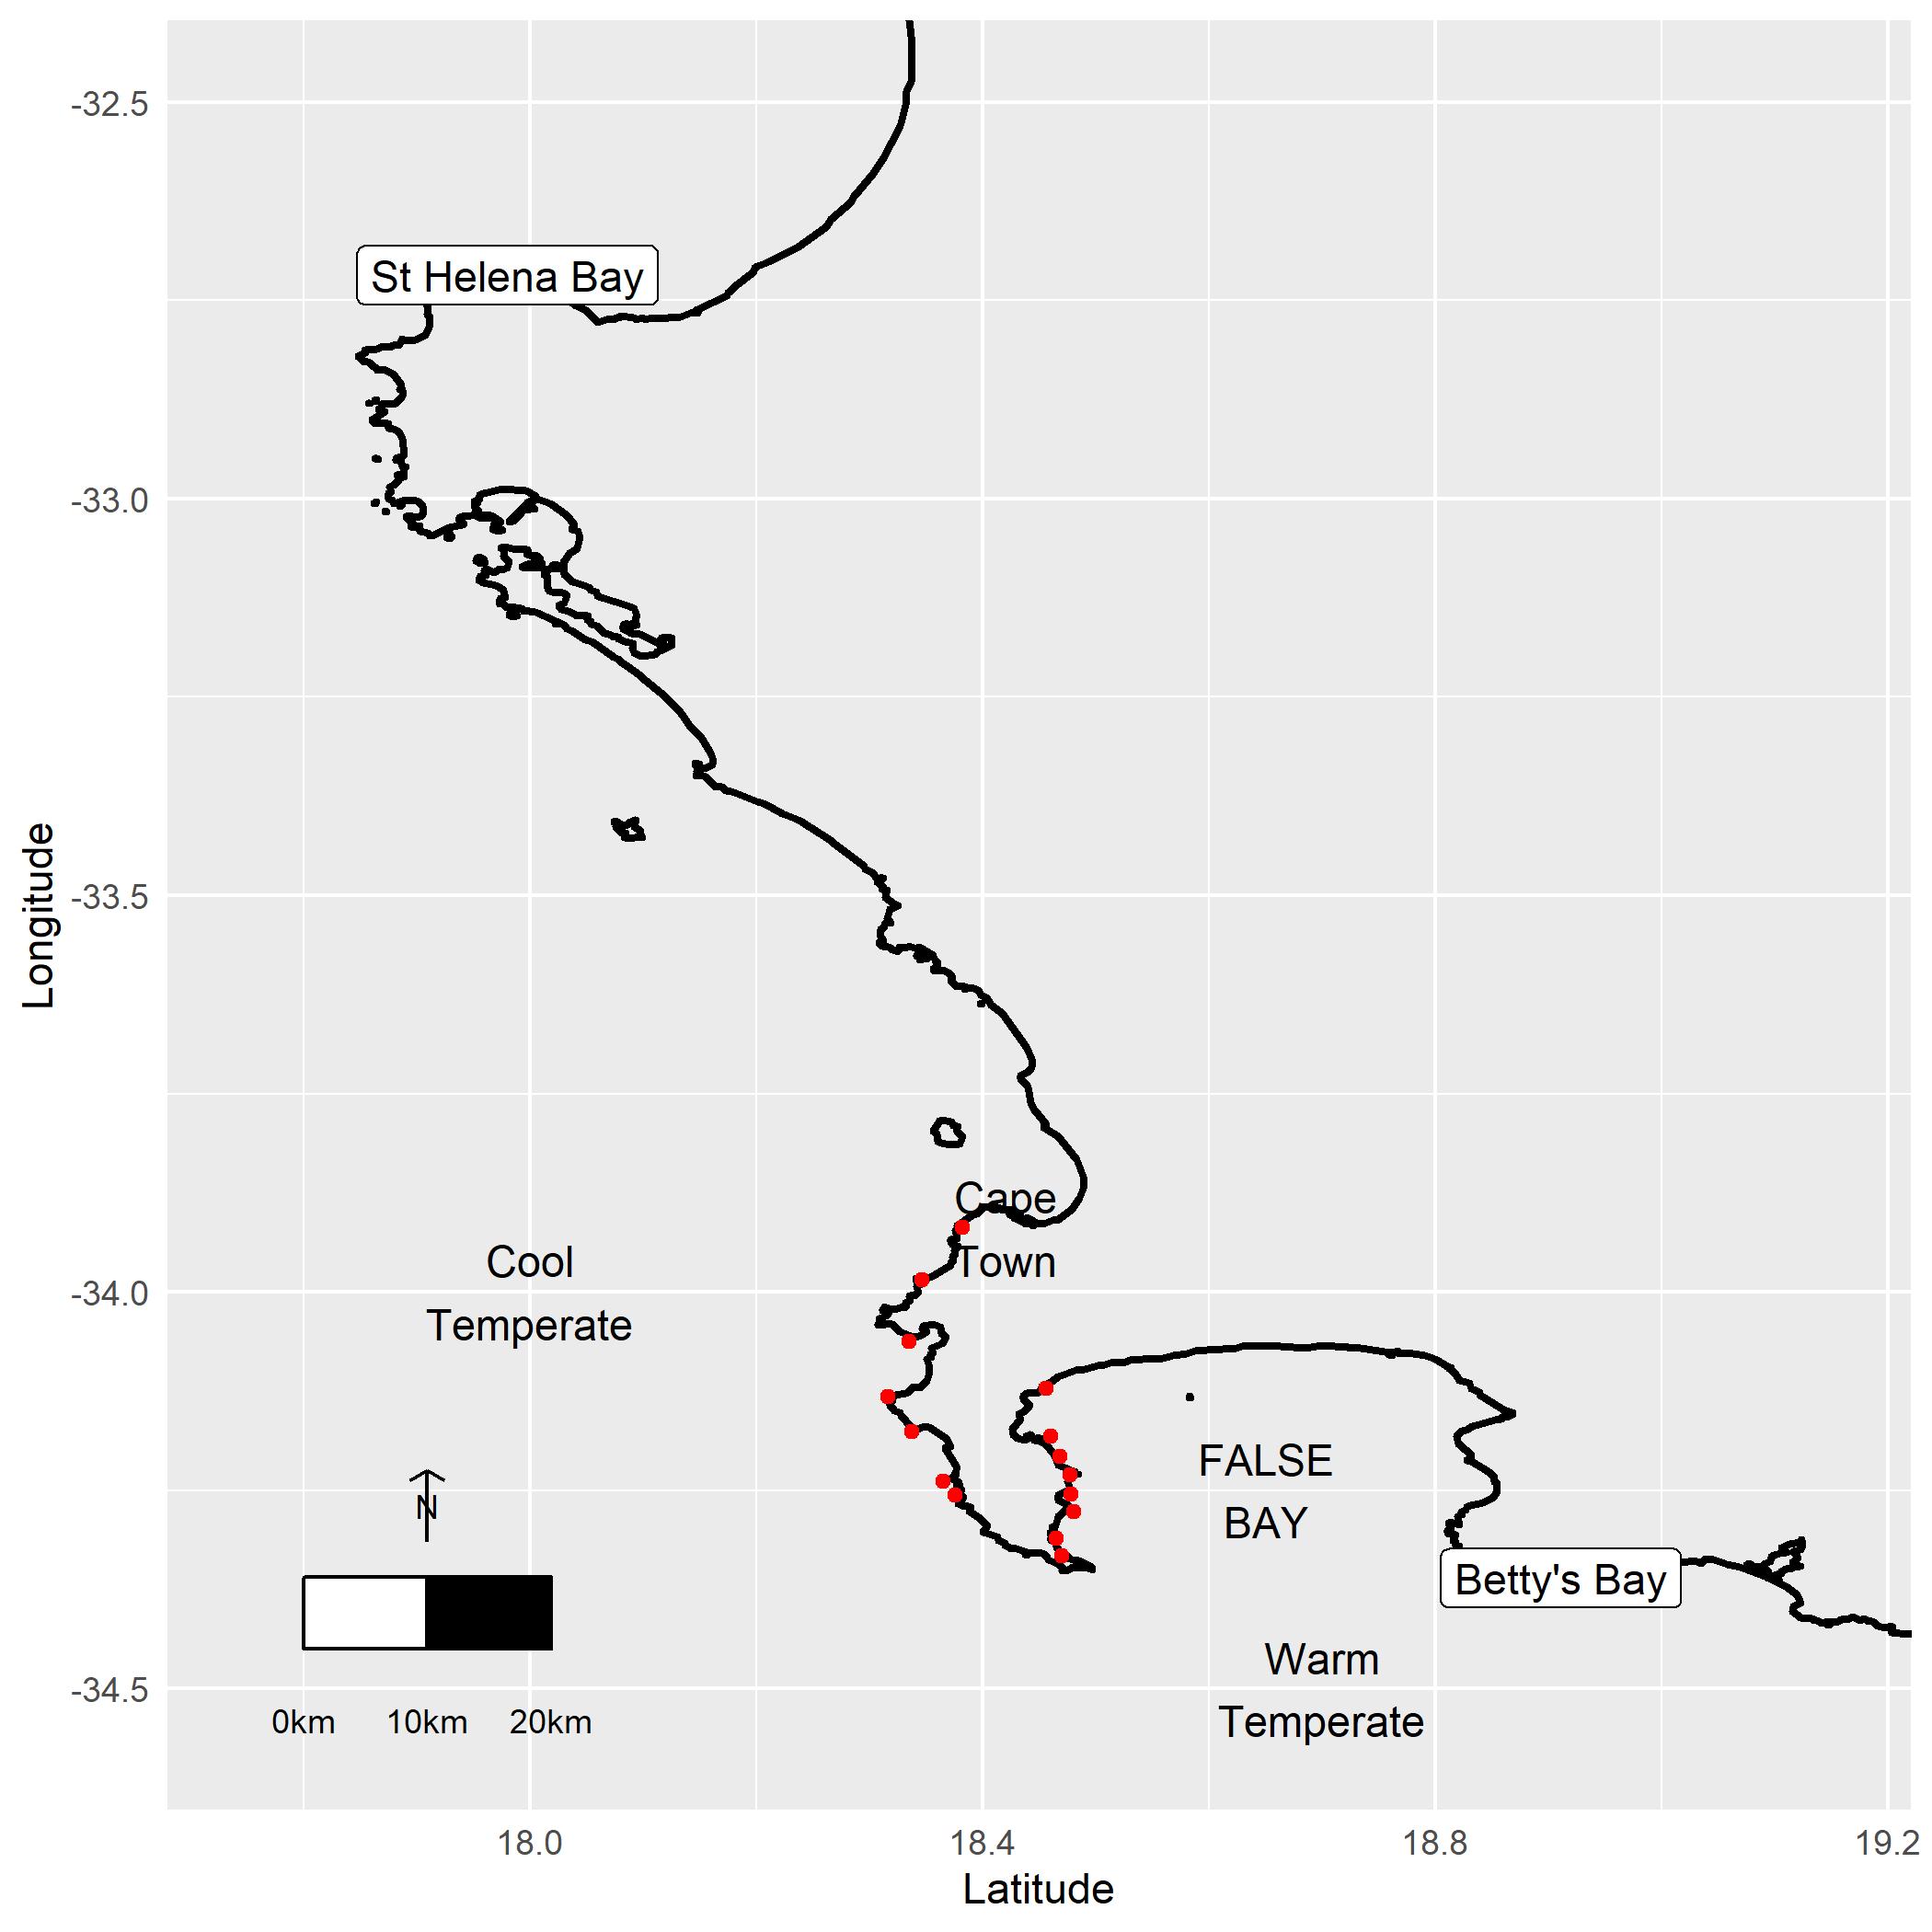 -32.5
St Helena Bay
-33.0
-33.5
Longitude
Cape
Town
Cool
Temperate
-34.0
FALSE
BAY
N
Betty's Bay
Warm
Temperate
-34.5
0km 10km 20km
18.0 18.4 18.8 19.2
Latitude